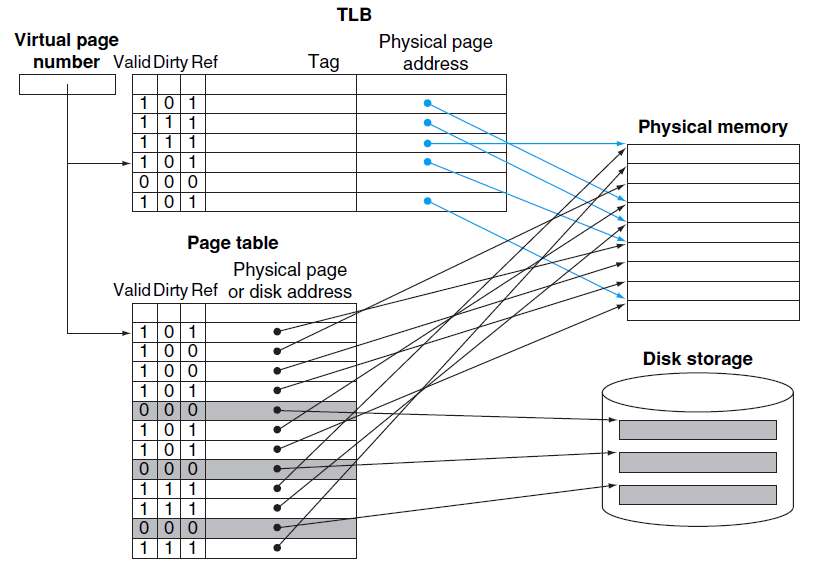 TLB
Virtual page
number
Valid Dirty Ref
Tag
Physical page
address
1 0 1
1 1 1
1 1 1
1 0 1
0 0 0
1 0 1
Physical memory
Page table
Physical page
Valid Dirty Ref or disk address
1 0 1
1 0 0
1 0 0
1 0 1
0 0 0
1 0 1
1 0 1
0 0 0
1 1 1
1 1 1
0 0 0
1 1 1
Disk storage